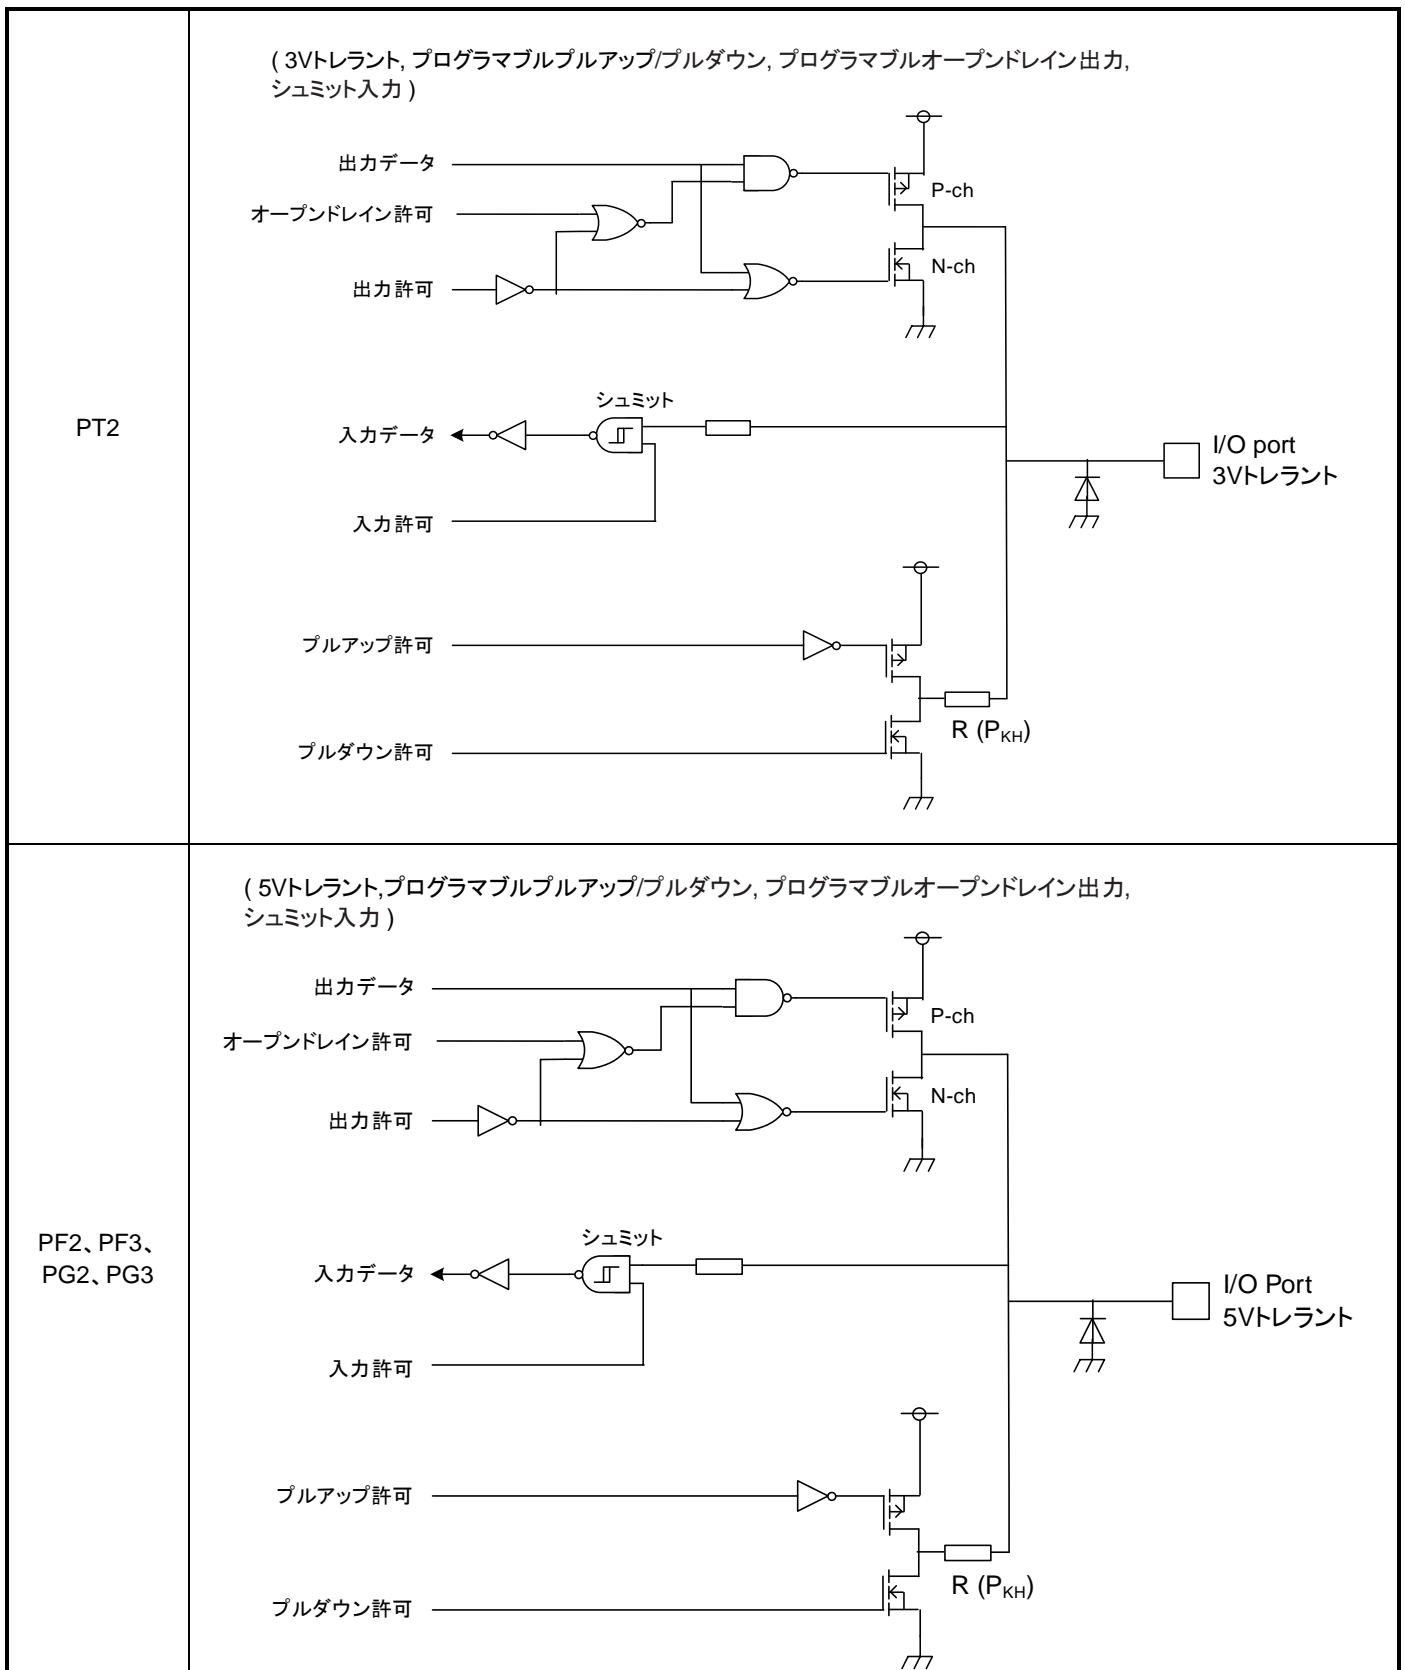 ( 3Vトレラント, プログラマブルプルアップ/プルダウン, プログラマブルオープンドレイン出力,
シュミット入力 )
出力データ
オープンドレイン許可
出力許可
P-ch
N-ch
PT2
シュミット
入力データ
入力許可
I/O port
3Vトレラント
プルアップ許可
プルダウン許可
R (PKH)
( 5Vトレラント,プログラマブルプルアップ/プルダウン, プログラマブルオープンドレイン出力,
シュミット入力 )
出力データ
オープンドレイン許可
出力許可
P-ch
N-ch
PF2、PF3、
PG2、PG3
シュミット
入力データ
入力許可
I/O Port
5Vトレラント
プルアップ許可
プルダウン許可
R (PKH)